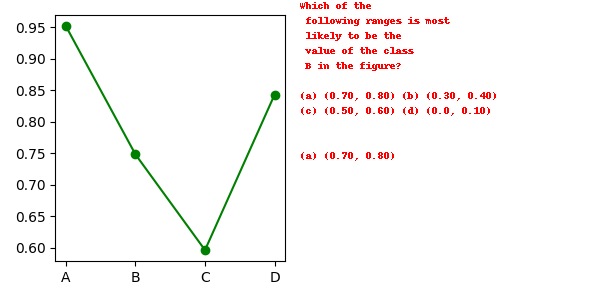 0.95
0.90
0.85
0.80
0.75
0.70
0.65
0.60
A B C D
Which of the
following ranges is most
likely to be the
value of the class
B in the figure?
(a) (0.70, 0.80) (b) (0.30, 0.40)
(c) (0.50, 0.60) (d) (0.0, 0.10)
(a) (0.70, 0.80)